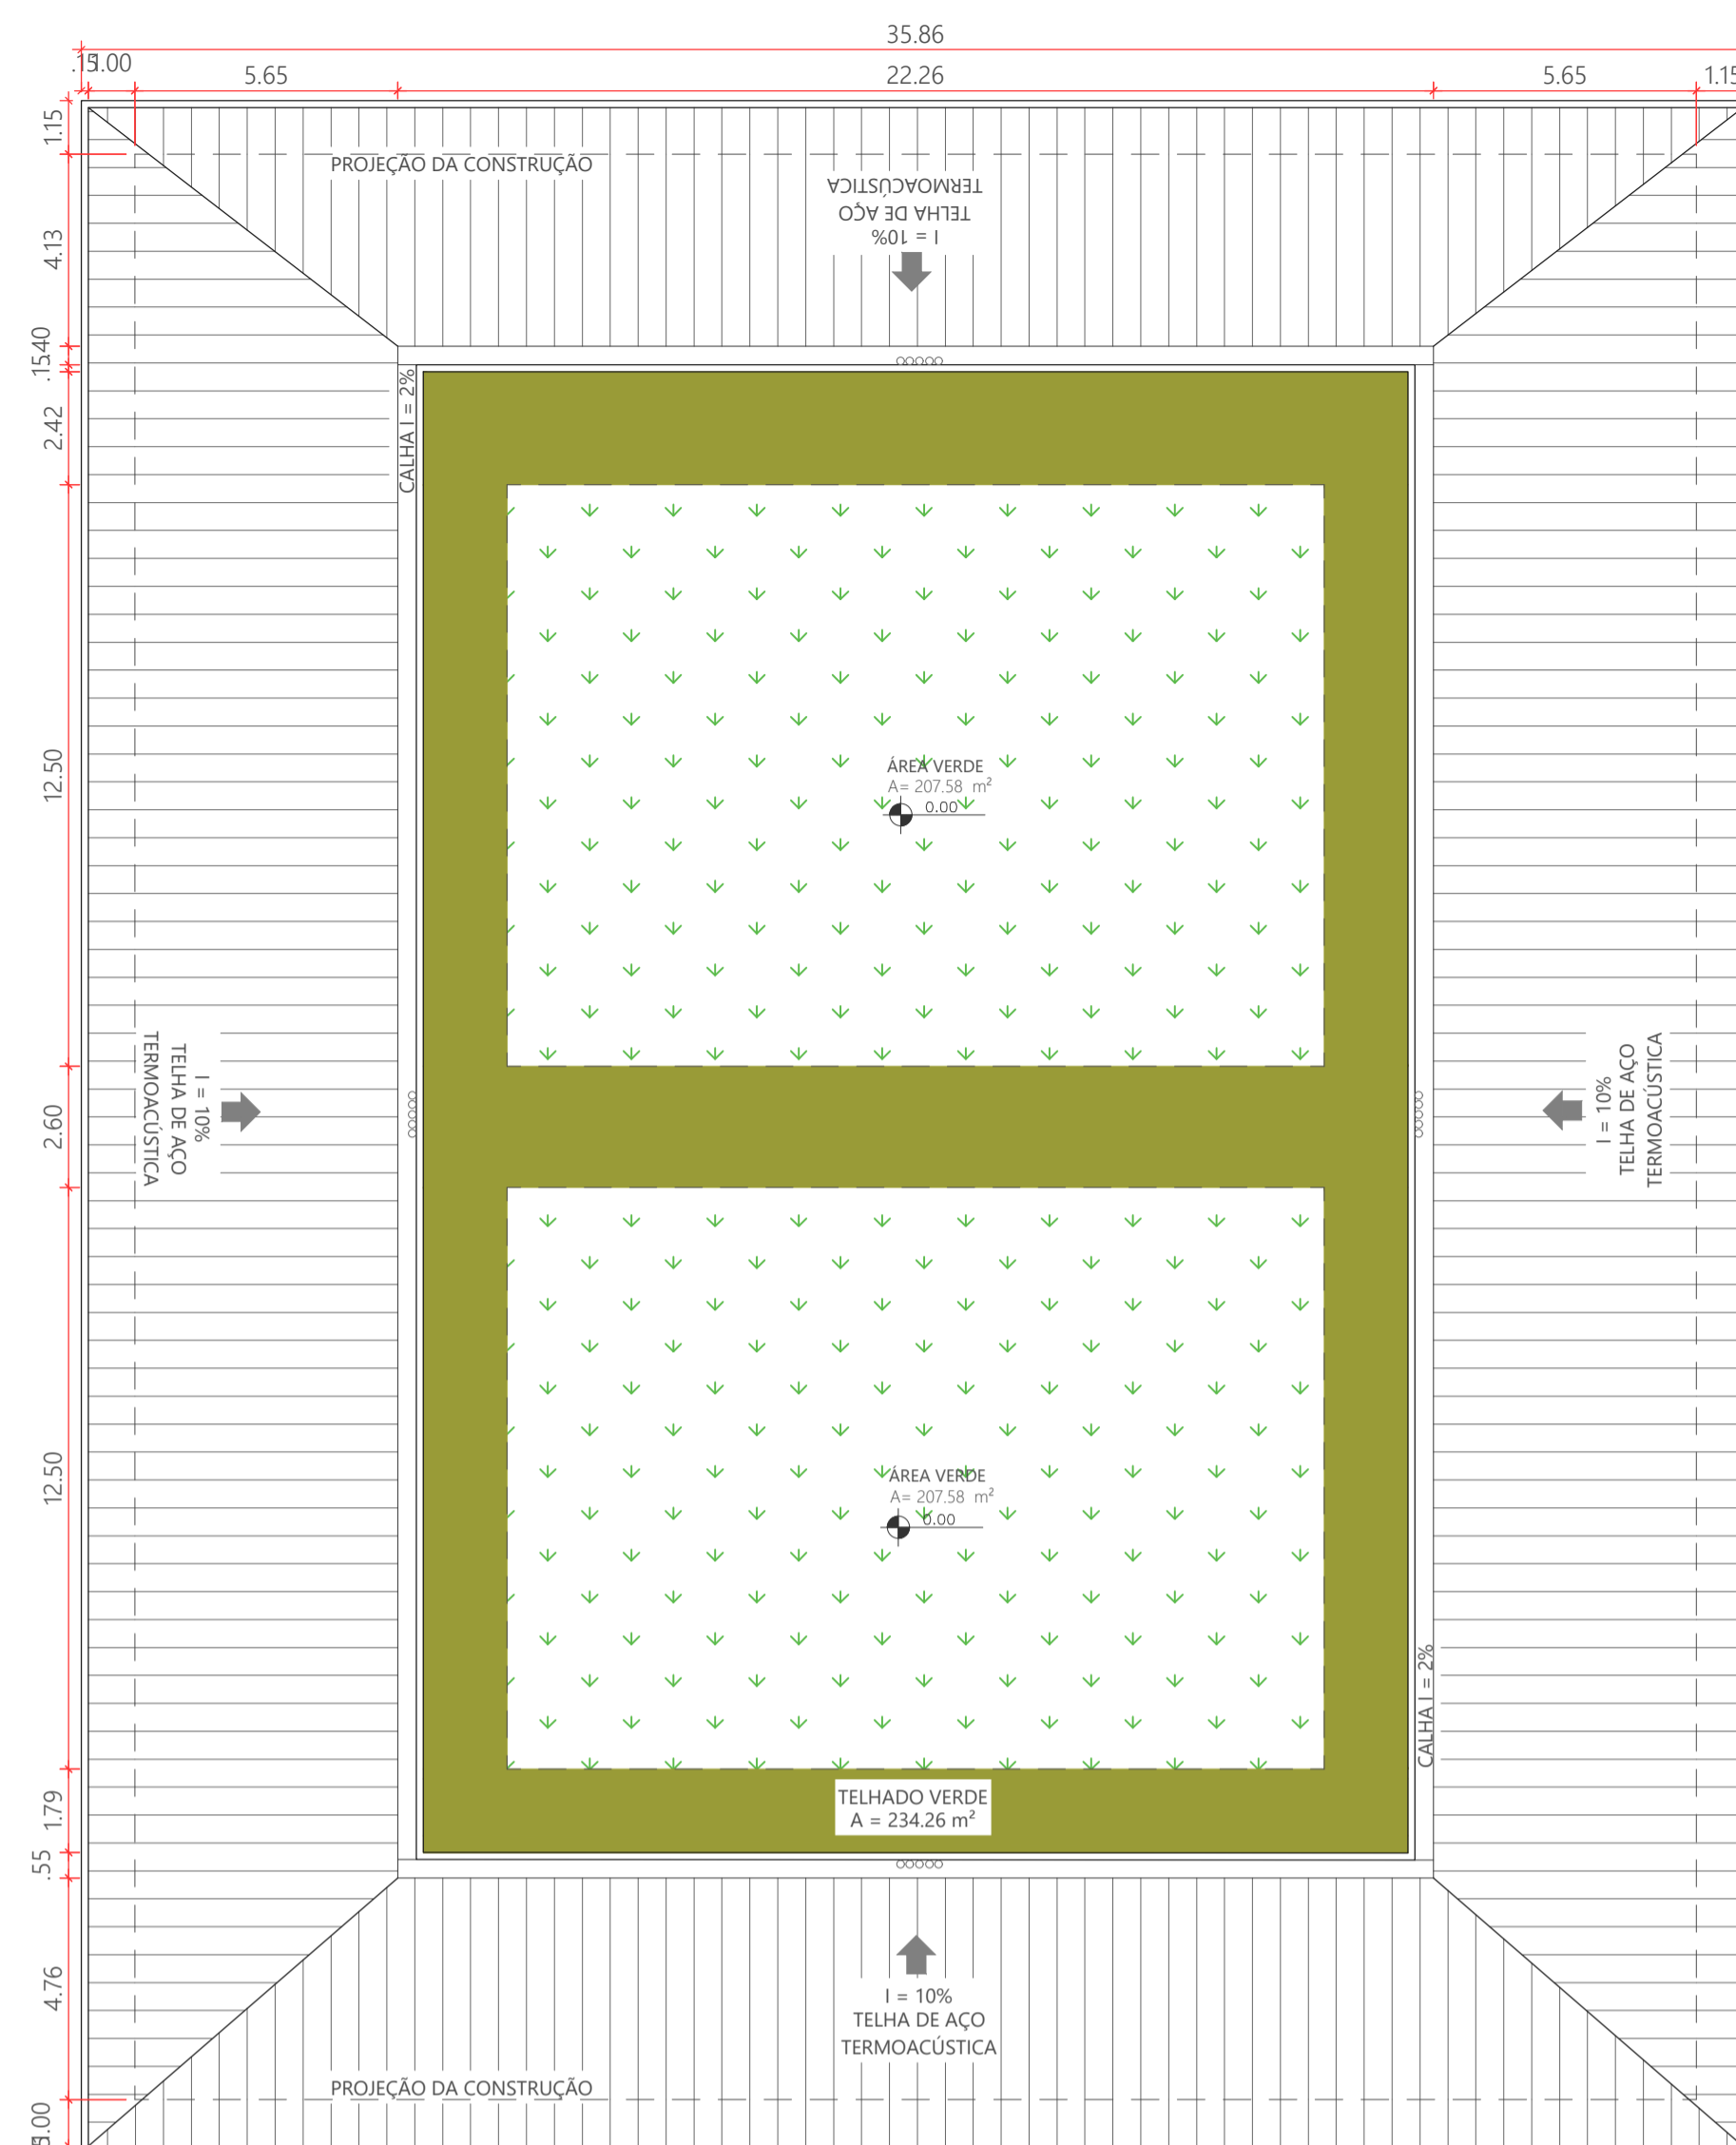 35.86
.15
1.00
5.65
22.26
5.65
1.15
1.15
PROJEÇÃO DA CONSTRUÇÃO
TERMOACÚSTICA
TELHA DE AÇO
I = 10%
4.13
.15
40
CALHA I = 2%
2.42
12.50
ÁREA VERDE
A= 207.58 m²
0.00
I = 10%
TELHA DE AÇO
TERMOACÚSTICA
I = 10%
TELHA DE AÇO
TERMOACÚSTICA
2.60
12.50
ÁREA VERDE
A= 207.58 m²
0.00
CALHA I = 2%
1.79
TELHADO VERDE
A = 234.26 m²
.55
4.76
I = 10%
TELHA DE AÇO
TERMOACÚSTICA
PROJEÇÃO DA CONSTRUÇÃO
1.00